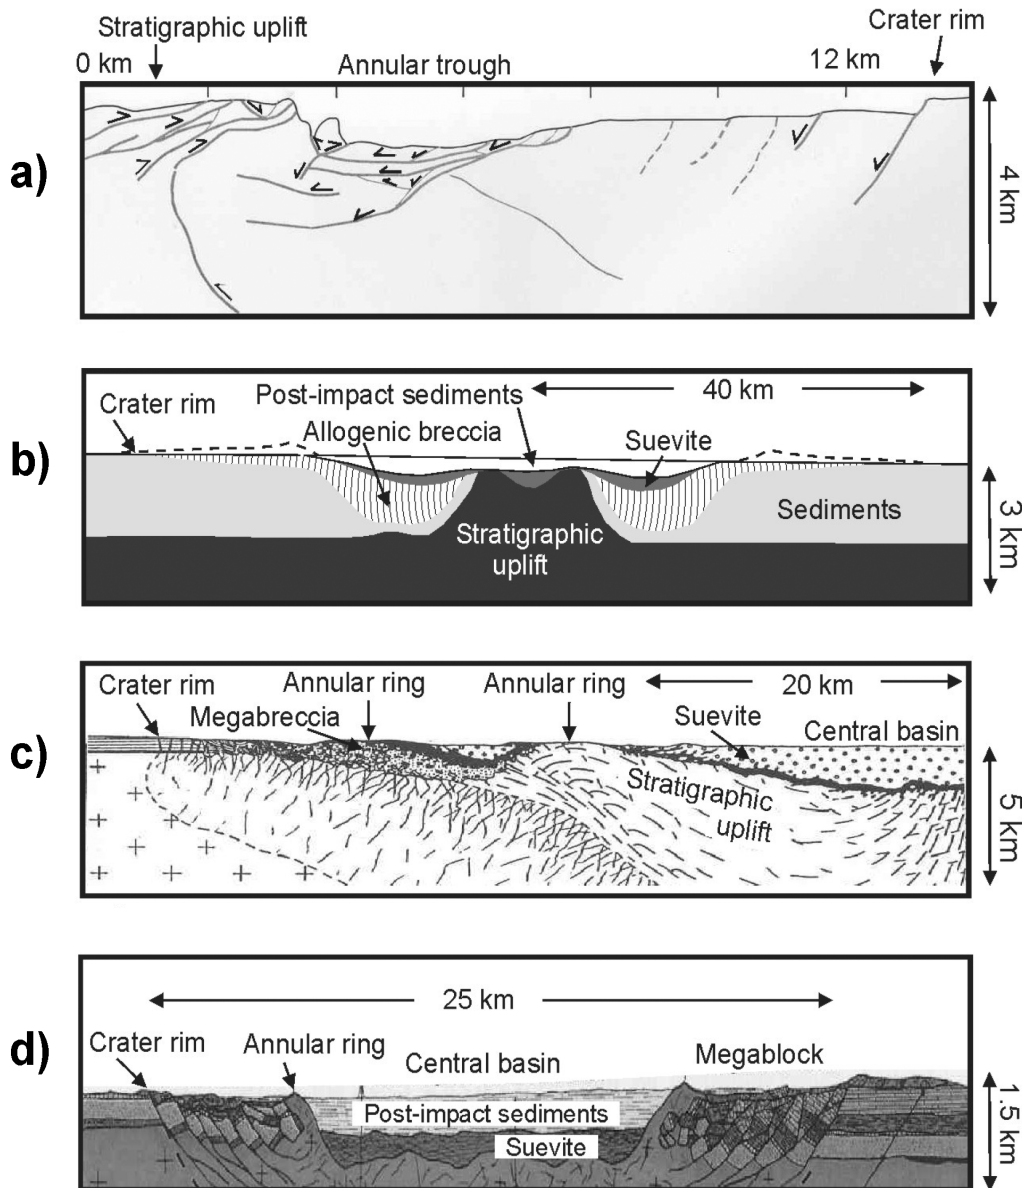 a)
Stratigraphic uplift
Crater rim
0 km
Annular trough
12 km
4 km
b)
Post-impact sediments
40 km
Crater rim
Allogenic breccia
Suevite
Sediments
Stratigraphic
uplift
3 km
c)
Crater rim
Annular ring
Annular ring
20 km
Megabreccia
Suevite
Central basin
Stratigraphic
uplift
5 km
d)
25 km
Crater rim
Annular ring
Central basin
Megablock
Post-impact sediments
Suevite
1.5 km